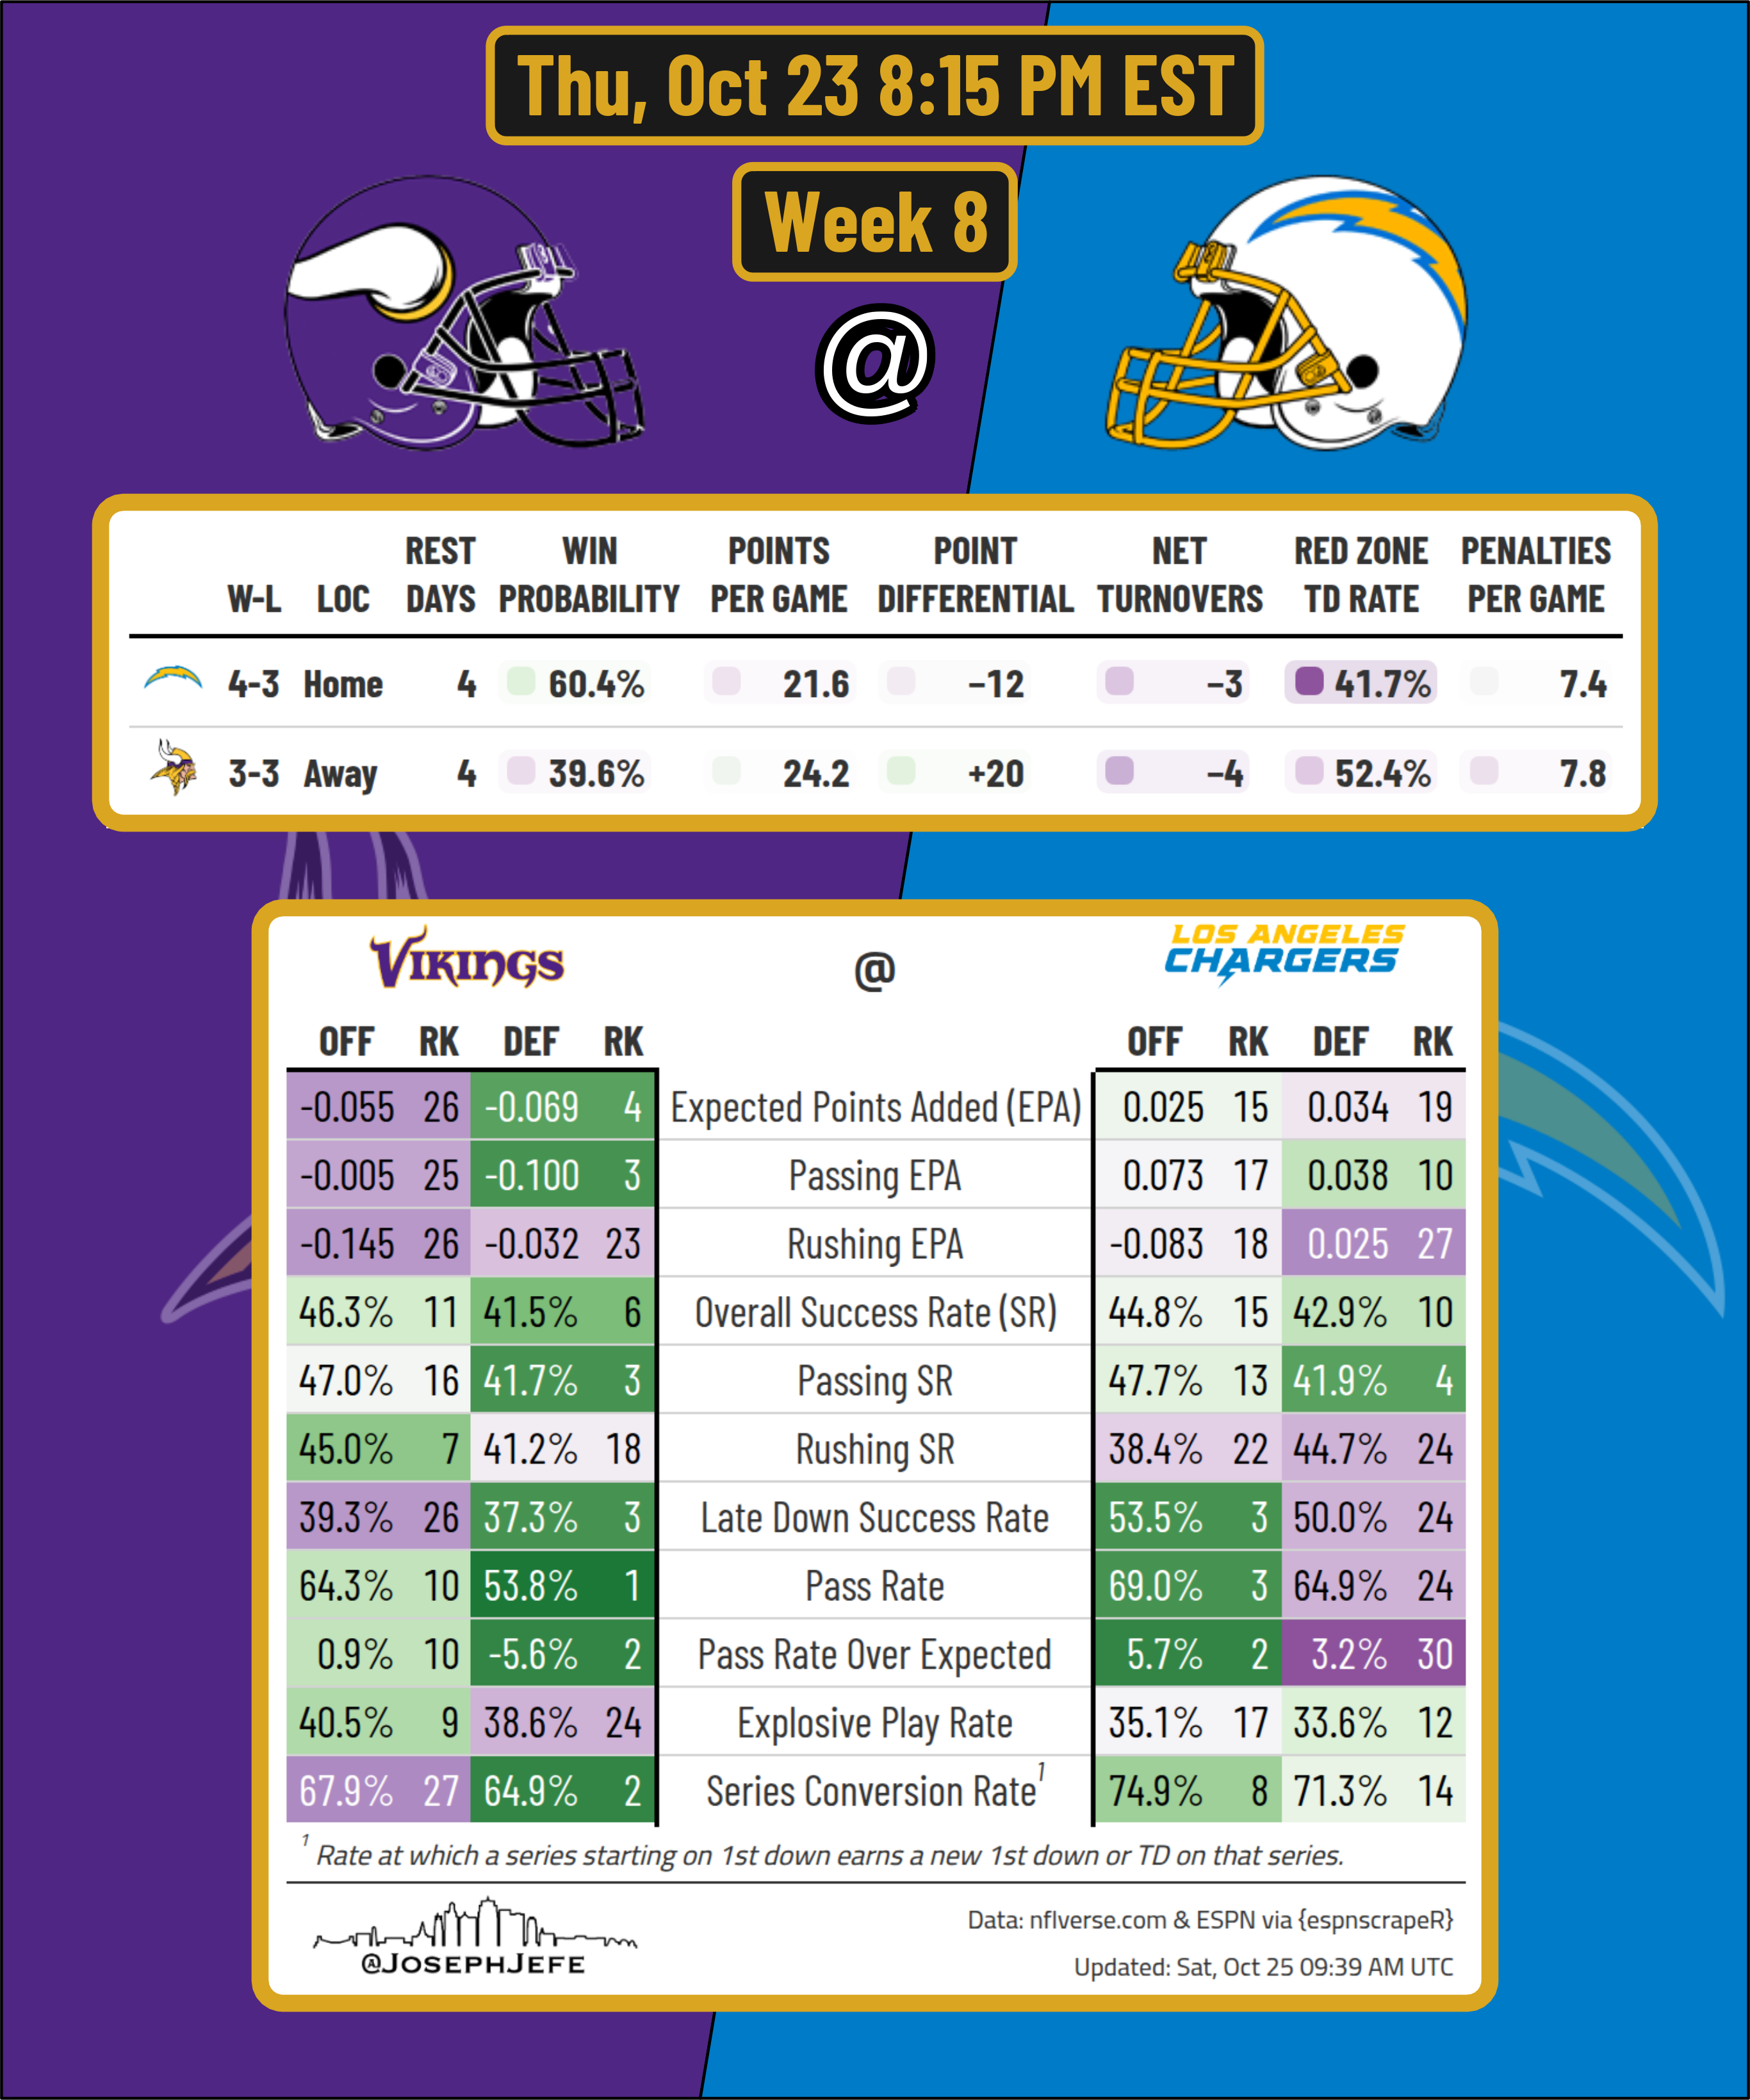 Thu, Oct 23 8:15 PM EST
Week 8
@
W-L LOC REST DAYS WIN PROBABILITY POINTS PER GAME POINT DIFFERENTIAL NET TURNOVERS RED ZONE TD RATE PENALTIES PER GAME
4-3 Home 4 60.4% 21.6 −12 −3 41.7% 7.4
3-3 Away 4 39.6% 24.2 +20 −4 52.4% 7.8
VIKINGS @ LOS ANGELES CHARGERS
OFF RK DEF RK OFF RK DEF RK
-0.055 26 -0.069 4 Expected Points Added (EPA) 0.025 15 0.034 19
-0.005 25 -0.100 3 Passing EPA 0.073 17 0.038 10
-0.145 26 -0.032 23 Rushing EPA -0.083 18 0.025 27
46.3% 11 41.5% 6 Overall Success Rate (SR) 44.8% 15 42.9% 10
47.0% 16 41.7% 3 Passing SR 47.7% 13 41.9% 4
45.0% 7 41.2% 18 Rushing SR 38.4% 22 44.7% 24
39.3% 26 37.3% 3 Late Down Success Rate 53.5% 3 50.0% 24
64.3% 10 53.8% 1 Pass Rate 69.0% 3 64.9% 24
0.9% 10 -5.6% 2 Pass Rate Over Expected 5.7% 2 3.2% 30
40.5% 9 38.6% 24 Explosive Play Rate 35.1% 17 33.6% 12
67.9% 27 64.9% 2 Series Conversion Rate¹ 74.9% 8 71.3% 14
¹ Rate at which a series starting on 1st down earns a new 1st down or TD on that series.
@JOSEPHJEFE
Data: nflverse.com & ESPN via {espnscrapeR}
Updated: Sat, Oct 25 09:39 AM UTC